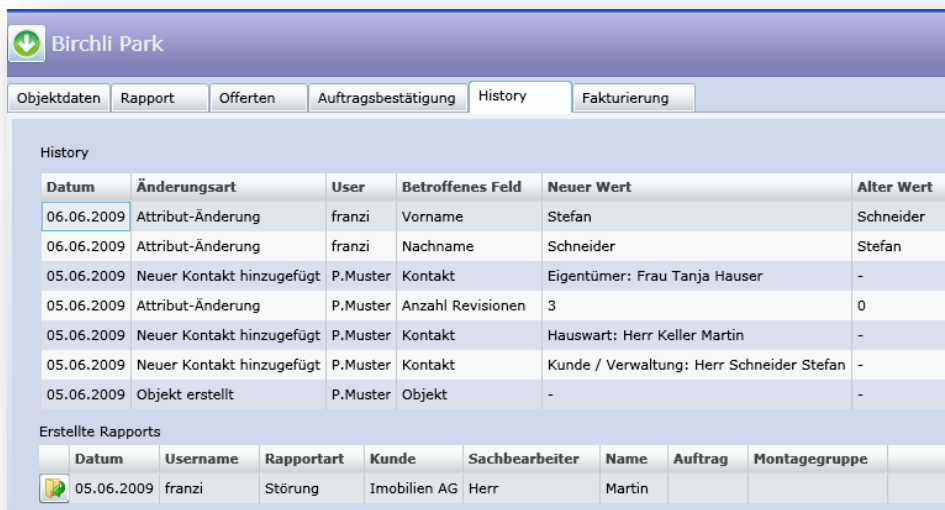 Birchli Park
Objektdaten Rapport Offerten Auftragsbestätigung History Fakturierung
History
Datum Änderungsart User Betroffenes Feld Neuer Wert Alter Wert
06.06.2009 Attribut-Änderung franzi Vorname Stefan Schneider
06.06.2009 Attribut-Änderung franzi Nachname Schneider Stefan
05.06.2009 Neuer Kontakt hinzugefügt P.Muster Kontakt Eigentümer: Frau Tanja Hauser -
05.06.2009 Attribut-Änderung P.Muster Anzahl Revisionen 3 0
05.06.2009 Neuer Kontakt hinzugefügt P.Muster Kontakt Hauswart: Herr Keller Martin -
05.06.2009 Neuer Kontakt hinzugefügt P.Muster Kontakt Kunde / Verwaltung: Herr Schneider Stefan -
05.06.2009 Objekt erstellt P.Muster Objekt - -
Erstellte Rapports
Datum Username Rapportart Kunde Sachbearbeiter Name Auftrag Montagegruppe
05.06.2009 franzi Störung Imobilien AG Herr Martin